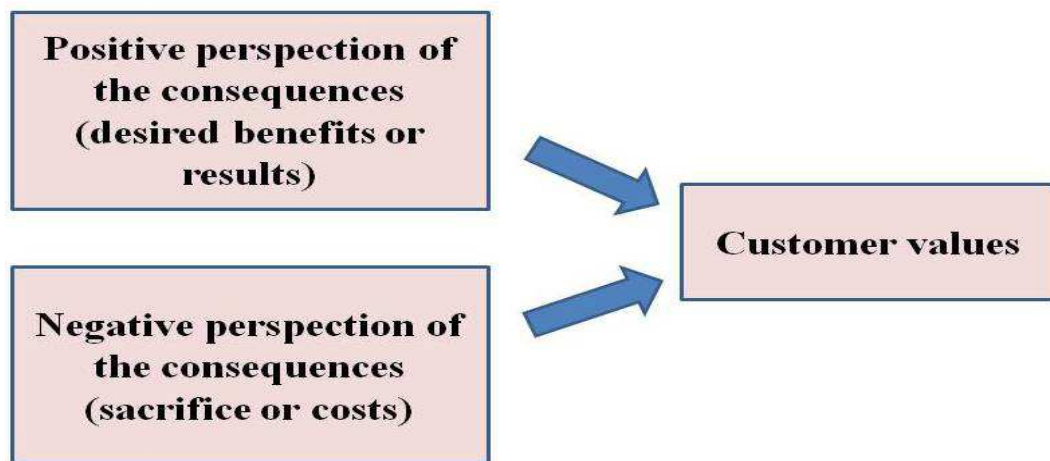 Positive perspection of
the consequences
(desired benefits or
results)
Customer values
Negative perspection of
the consequences
(sacrifice or costs)